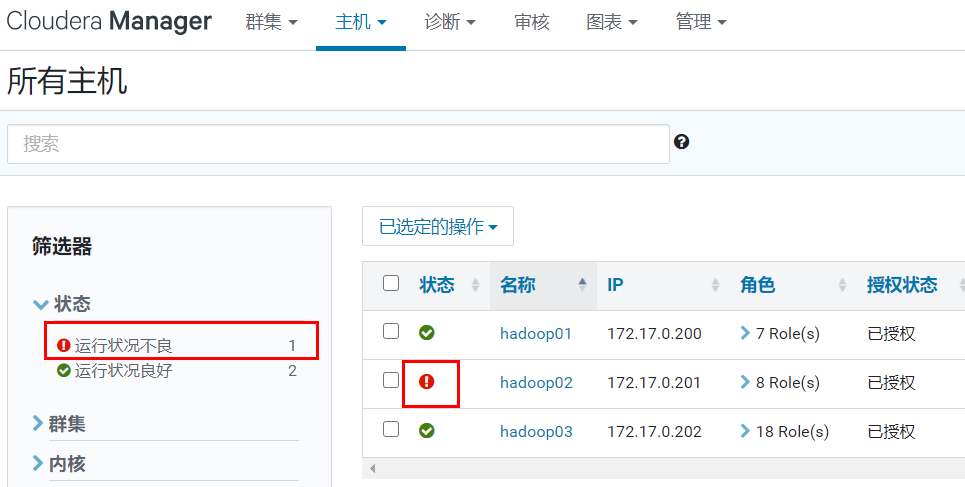 Cloudera Manager 群集 主机 诊断 审核 图表 管理
所有主机
搜索
筛选器
状态
运行状况不良 1
运行状况良好 2
群集
内核
已选定的操作
状态 名称 IP 角色 授权状态
hadoop01 172.17.0.200 7 Role(s) 已授权
hadoop02 172.17.0.201 8 Role(s) 已授权
hadoop03 172.17.0.202 18 Role(s) 已授权